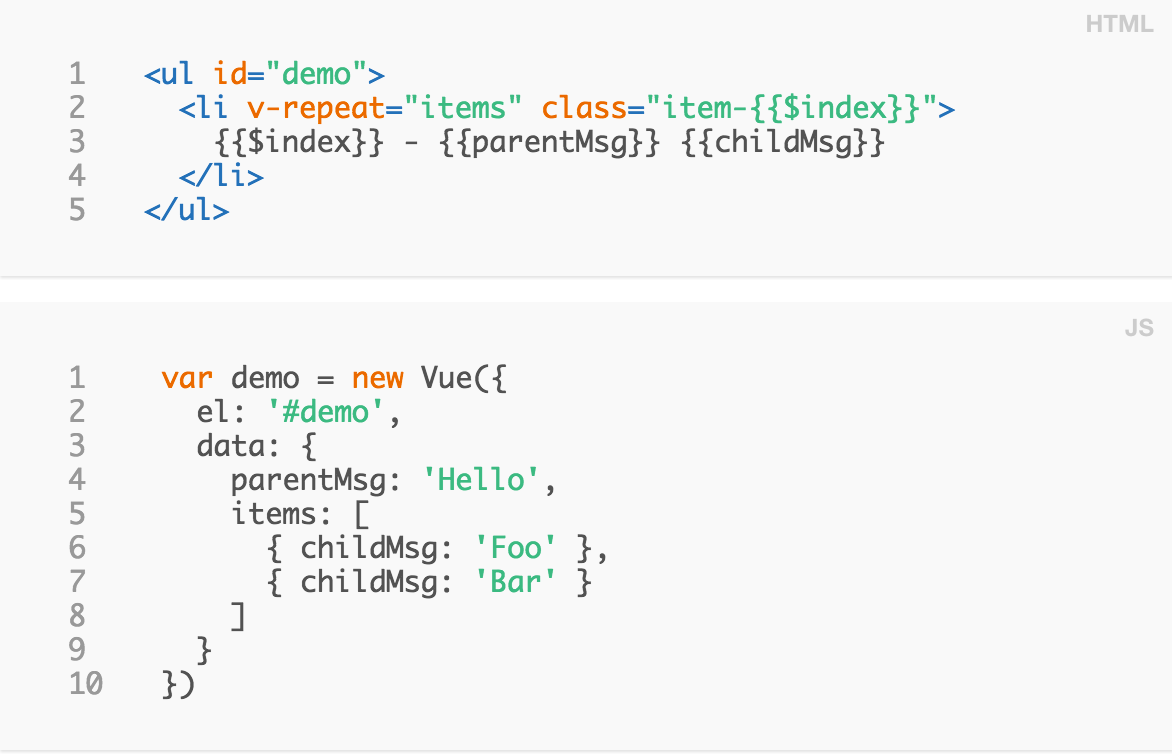 HTML
1 <ul id="demo">
2   <li v-repeat="items" class="item-{{$index}}">
3     {{$index}} - {{parentMsg}} {{childMsg}}
4   </li>
5 </ul>
JS
1 var demo = new Vue({
2   el: '#demo',
3   data: {
4     parentMsg: 'Hello',
5     items: [
6       { childMsg: 'Foo' },
7       { childMsg: 'Bar' }
8     ]
9   }
10 })